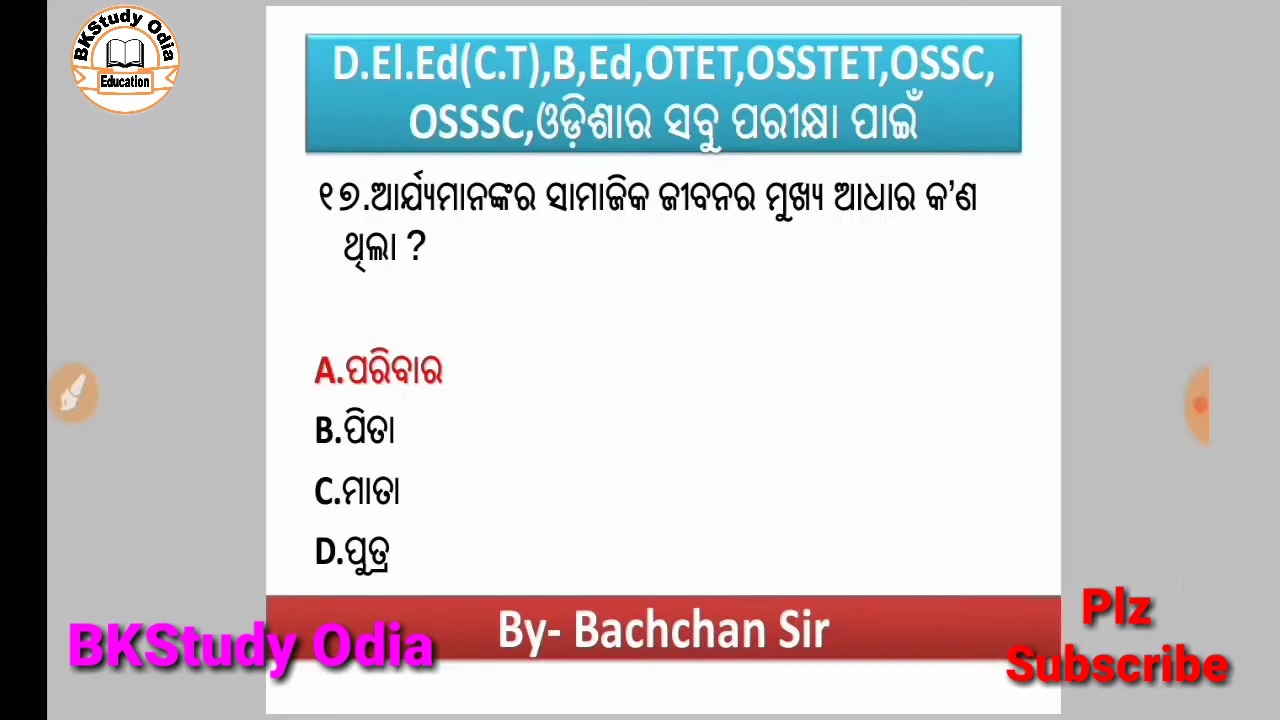 BKStudy Odia
Education
D.El.Ed(C.T),B,Ed,OTET,OSSTET,OSSC,
OSSSC,ଓଡ଼ିଶାର ସବୁ ପରୀକ୍ଷା ପାଇଁ
୧୭.ଆର୍ଯ୍ୟମାନଙ୍କର ସାମାଜିକ ଜୀବନର ମୁଖ୍ୟ ଆଧାର କ'ଣ
ଥିଲା ?
A.ପରିବାର
B.ପିତା
C.ମାତା
D.ପୁତ୍ର
By- Bachchan Sir
BKStudy Odia
Plz
Subscribe